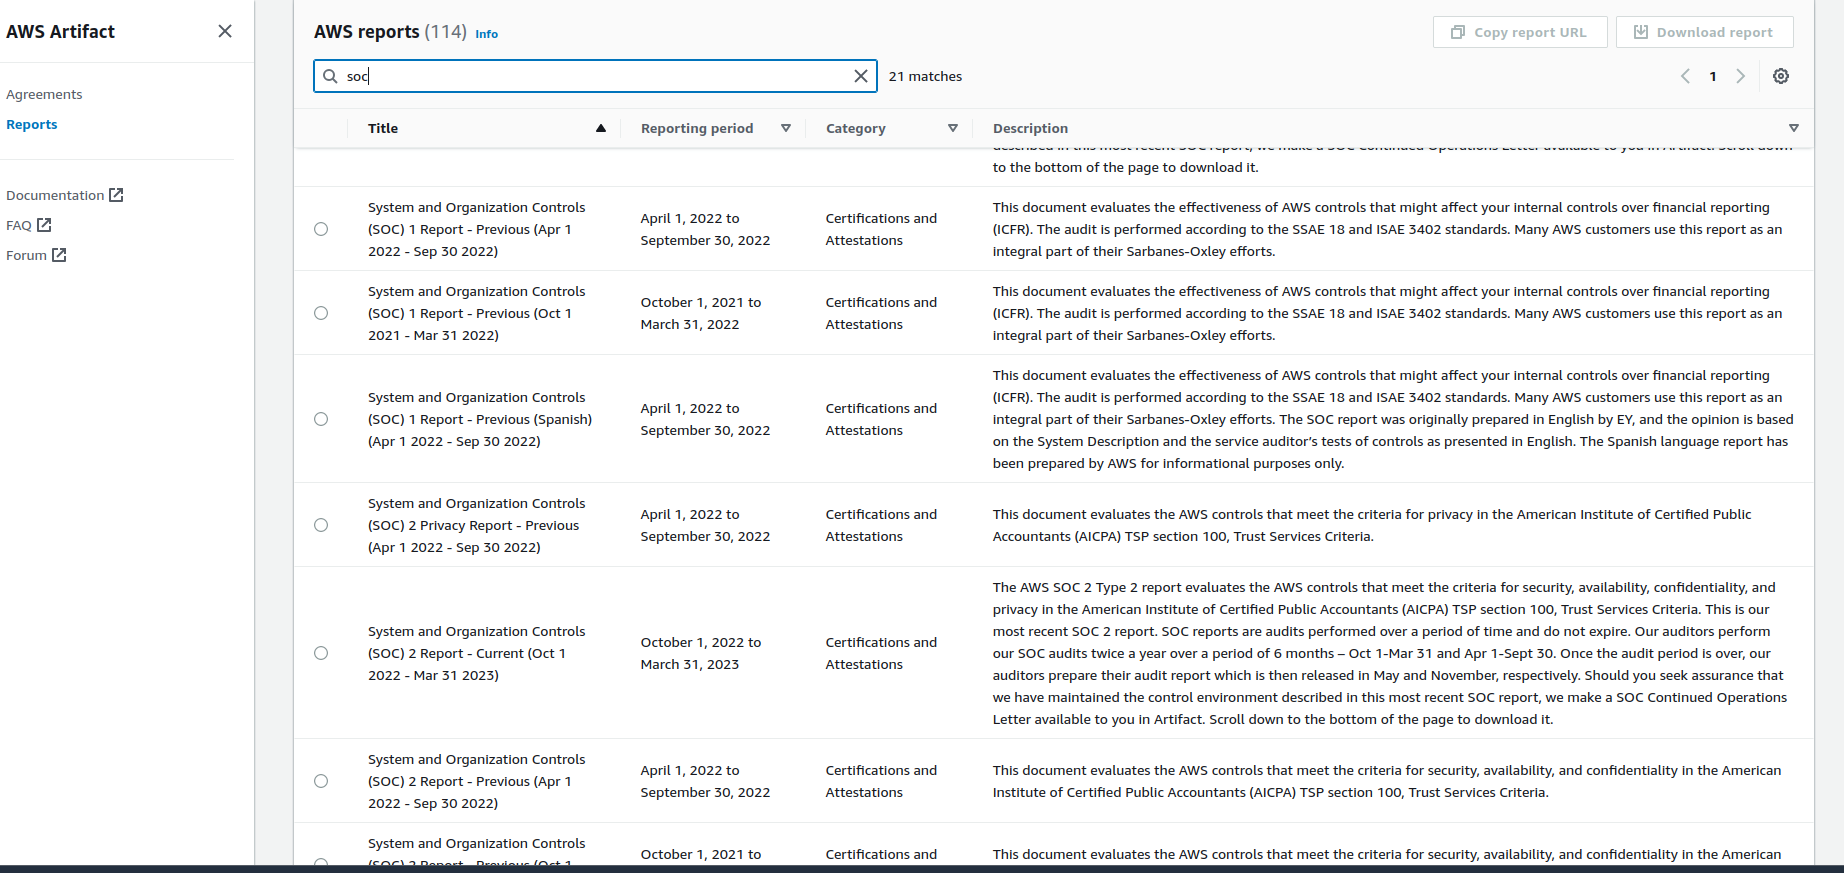 AWS Artifact
Agreements
Reports
Documentation
FAQ
Forum
AWS reports (114) Info
Copy report URL
Download report
soc
21 matches
1
Title
Reporting period
Category
Description
described in this most recent SOC report, we make a SOC Continued Operations Letter available to you in Artifact. Scroll down
to the bottom of the page to download it.
System and Organization Controls
(SOC) 1 Report - Previous (Apr 1
2022 - Sep 30 2022)
April 1, 2022 to
September 30, 2022
Certifications and
Attestations
This document evaluates the effectiveness of AWS controls that might affect your internal controls over financial reporting
(ICFR). The audit is performed according to the SSAE 18 and ISAE 3402 standards. Many AWS customers use this report as an
integral part of their Sarbanes-Oxley efforts.
System and Organization Controls
(SOC) 1 Report - Previous (Oct 1
2021 - Mar 31 2022)
October 1, 2021 to
March 31, 2022
Certifications and
Attestations
This document evaluates the effectiveness of AWS controls that might affect your internal controls over financial reporting
(ICFR). The audit is performed according to the SSAE 18 and ISAE 3402 standards. Many AWS customers use this report as an
integral part of their Sarbanes-Oxley efforts.
System and Organization Controls
(SOC) 1 Report - Previous (Spanish)
(Apr 1 2022 - Sep 30 2022)
April 1, 2022 to
September 30, 2022
Certifications and
Attestations
This document evaluates the effectiveness of AWS controls that might affect your internal controls over financial reporting
(ICFR). The audit is performed according to the SSAE 18 and ISAE 3402 standards. Many AWS customers use this report as an
integral part of their Sarbanes-Oxley efforts. The SOC report was originally prepared in English by EY, and the opinion is based
on the System Description and the service auditor's tests of controls as presented in English. The Spanish language report has
been prepared by AWS for informational purposes only.
System and Organization Controls
(SOC) 2 Privacy Report - Previous
(Apr 1 2022 - Sep 30 2022)
April 1, 2022 to
September 30, 2022
Certifications and
Attestations
This document evaluates the AWS controls that meet the criteria for privacy in the American Institute of Certified Public
Accountants (AICPA) TSP section 100, Trust Services Criteria.
System and Organization Controls
(SOC) 2 Report - Current (Oct 1
2022 - Mar 31 2023)
October 1, 2022 to
March 31, 2023
Certifications and
Attestations
The AWS SOC 2 Type 2 report evaluates the AWS controls that meet the criteria for security, availability, confidentiality, and
privacy in the American Institute of Certified Public Accountants (AICPA) TSP section 100, Trust Services Criteria. This is our
most recent SOC 2 report. SOC reports are audits performed over a period of time and do not expire. Our auditors perform
our SOC audits twice a year over a period of 6 months – Oct 1-Mar 31 and Apr 1-Sept 30. Once the audit period is over, our
auditors prepare their audit report which is then released in May and November, respectively. Should you seek assurance that
we have maintained the control environment described in this most recent SOC report, we make a SOC Continued Operations
Letter available to you in Artifact. Scroll down to the bottom of the page to download it.
System and Organization Controls
(SOC) 2 Report - Previous (Apr 1
2022 - Sep 30 2022)
April 1, 2022 to
September 30, 2022
Certifications and
Attestations
This document evaluates the AWS controls that meet the criteria for security, availability, and confidentiality in the American
Institute of Certified Public Accountants (AICPA) TSP section 100, Trust Services Criteria.
System and Organization Controls
(SOC) 2 Report - Previous (Oct 1
October 1, 2021 to
Certifications and
This document evaluates the AWS controls that meet the criteria for security, availability, and confidentiality in the American